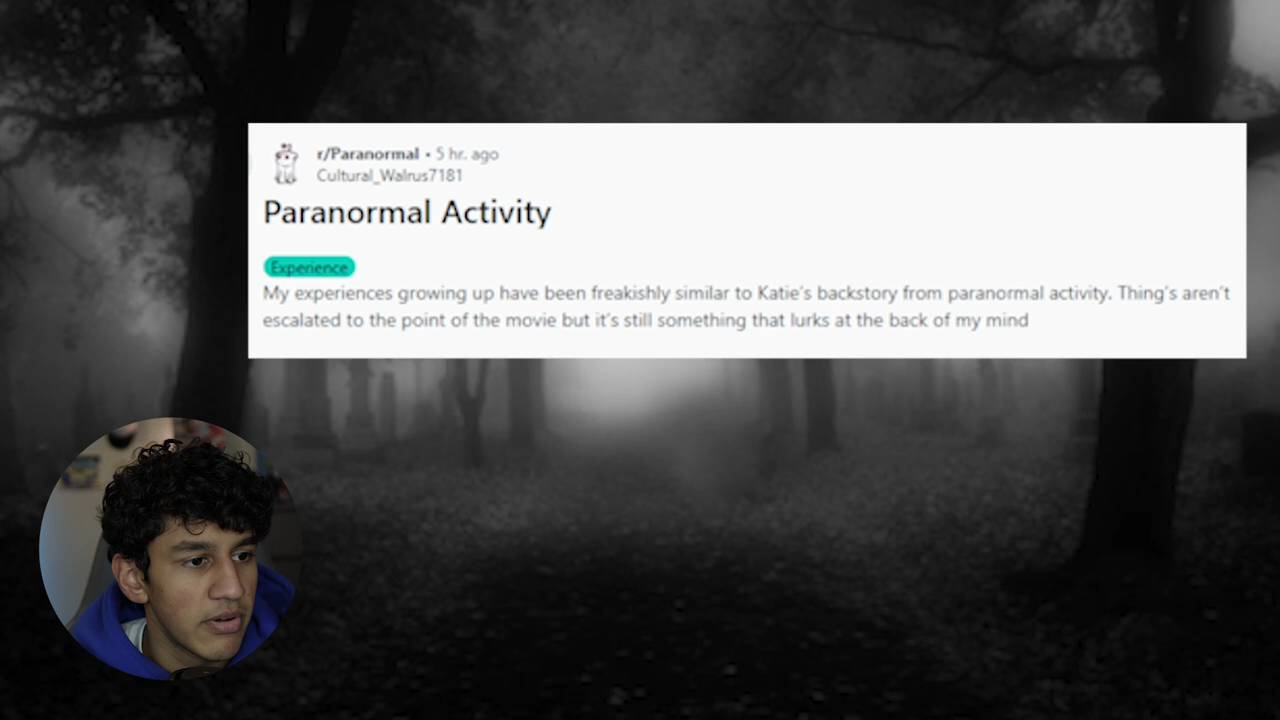 r/Paranormal • 5 hr. ago
Cultural_Walrus7181
Paranormal Activity
Experience
My experiences growing up have been freakishly similar to Katie's backstory from paranormal activity. Thing's aren't
escalated to the point of the movie but it's still something that lurks at the back of my mind